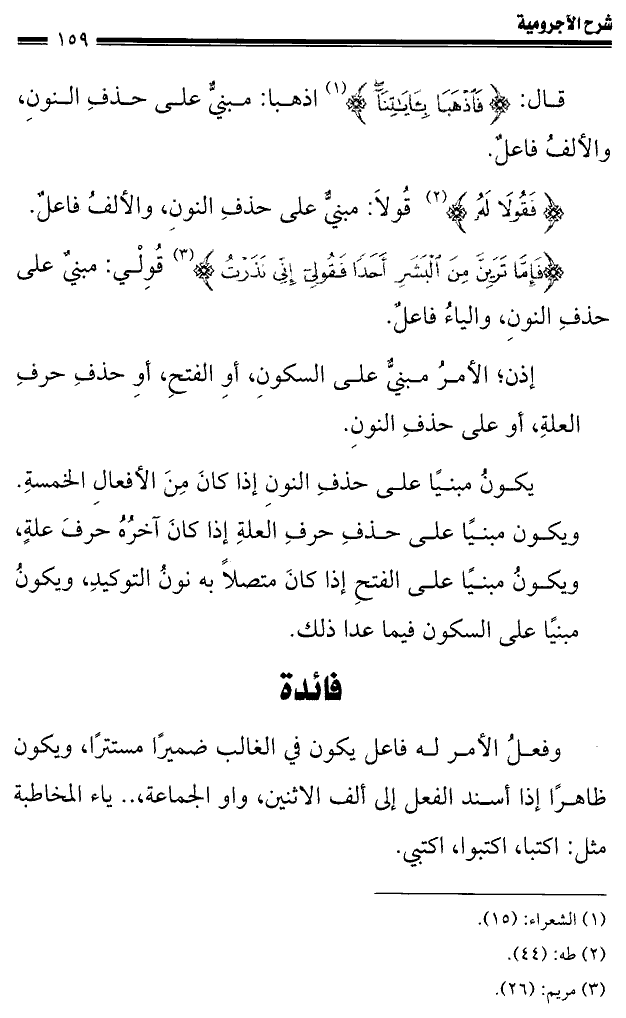 شرح الآجرومية
١٥٩
قال: ﴿فَٱذْهَبَا بِـَٔايَٰتِنَآ﴾(١) اذهبا: مبنيٌّ على حذفِ النونِ،
والألفُ فاعلٌ.
﴿فَقُولَا لَهُۥ﴾(٢) قُولاَ: مبنيٌّ على حذفِ النونِ، والألفُ فاعلٌ.
﴿فَإِمَّا تَرَيِنَّ مِنَ ٱلْبَشَرِ أَحَدًا فَقُولِىٓ إِنِّى نَذَرْتُ﴾(٣) قُولْي: مبنيٌ على
حذفِ النونِ، والياءُ فاعلٌ.
إذن؛ الأمرُ مبنيٌّ على السكونِ، أوِ الفتحِ، أوِ حذفِ حرفِ
العلةِ، أو على حذفِ النونِ.
يكونُ مبنيًا على حذفِ النونِ إذا كانَ مِنَ الأفعالِ الخمسةِ.
ويكون مبنيًا على حذفِ حرفِ العلةِ إذا كانَ آخرُهُ حرفَ علةٍ،
ويكونُ مبنيًا على الفتحِ إذا كانَ متصلاً به نونُ التوكيدِ، ويكونُ
مبنيًا على السكون فيما عدا ذلك.
فائدة
وفعلُ الأمر له فاعل يكون في الغالب ضميرًا مستترًا، ويكون
ظاهرًا إذا أسند الفعل إلى ألف الاثنين، واو الجماعة،.. ياء المخاطبة
مثل: اكتبا، اكتبوا، اكتبي.
(١) الشعراء: (١٥).
(٢) طه: (٤٤).
(٣) مريم: (٢٦).